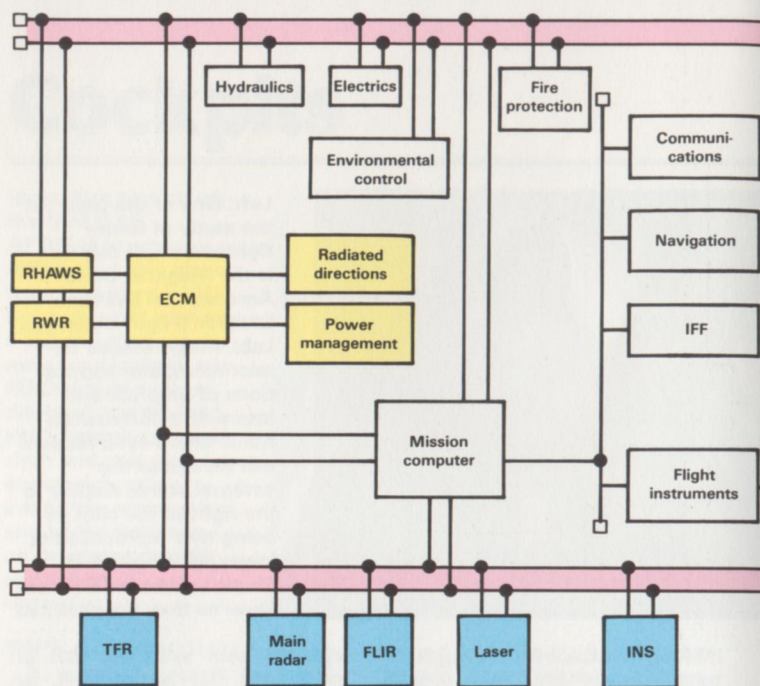 Hydraulics
Electrics
Fire
protection
Environmental
control
Communi-
cations
Navigation
IFF
Flight
instruments
RHAWS
RWR
ECM
Radiated
directions
Power
management
Mission
computer
TFR
Main
radar
FLIR
Laser
INS